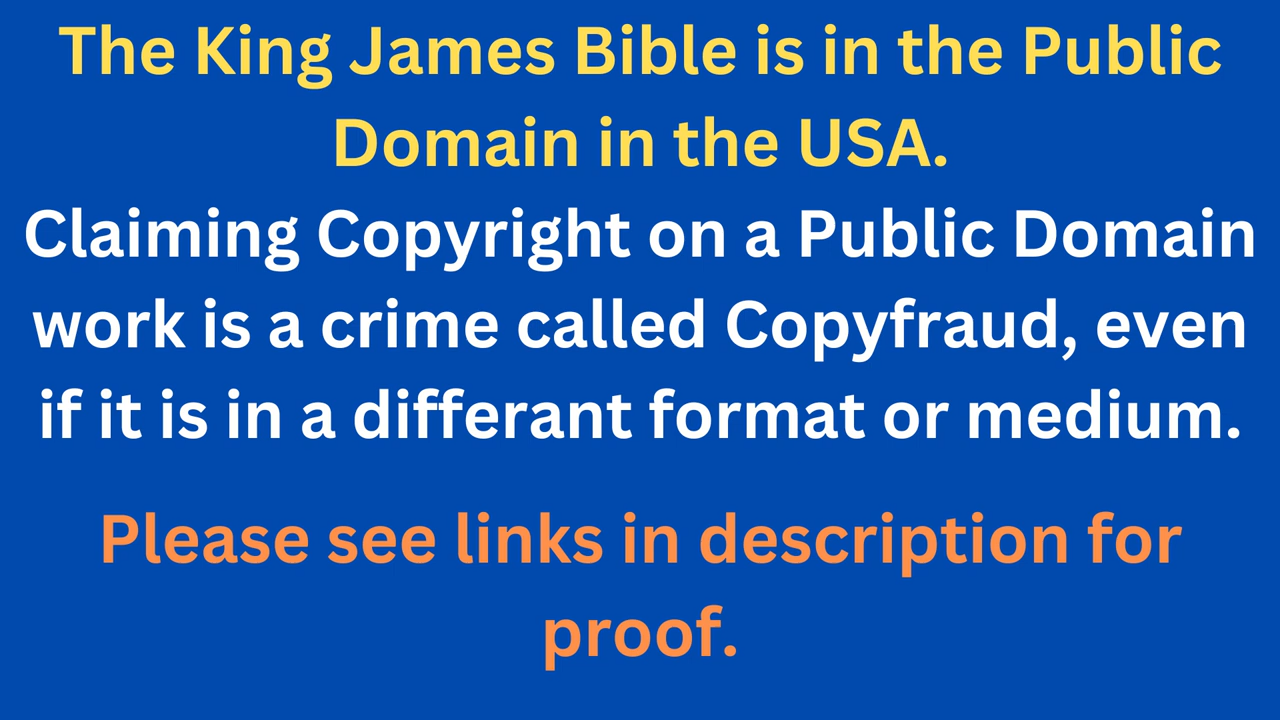 The King James Bible is in the Public
Domain in the USA.
Claiming Copyright on a Public Domain
work is a crime called Copyfraud, even
if it is in a differant format or medium.
Please see links in description for
proof.